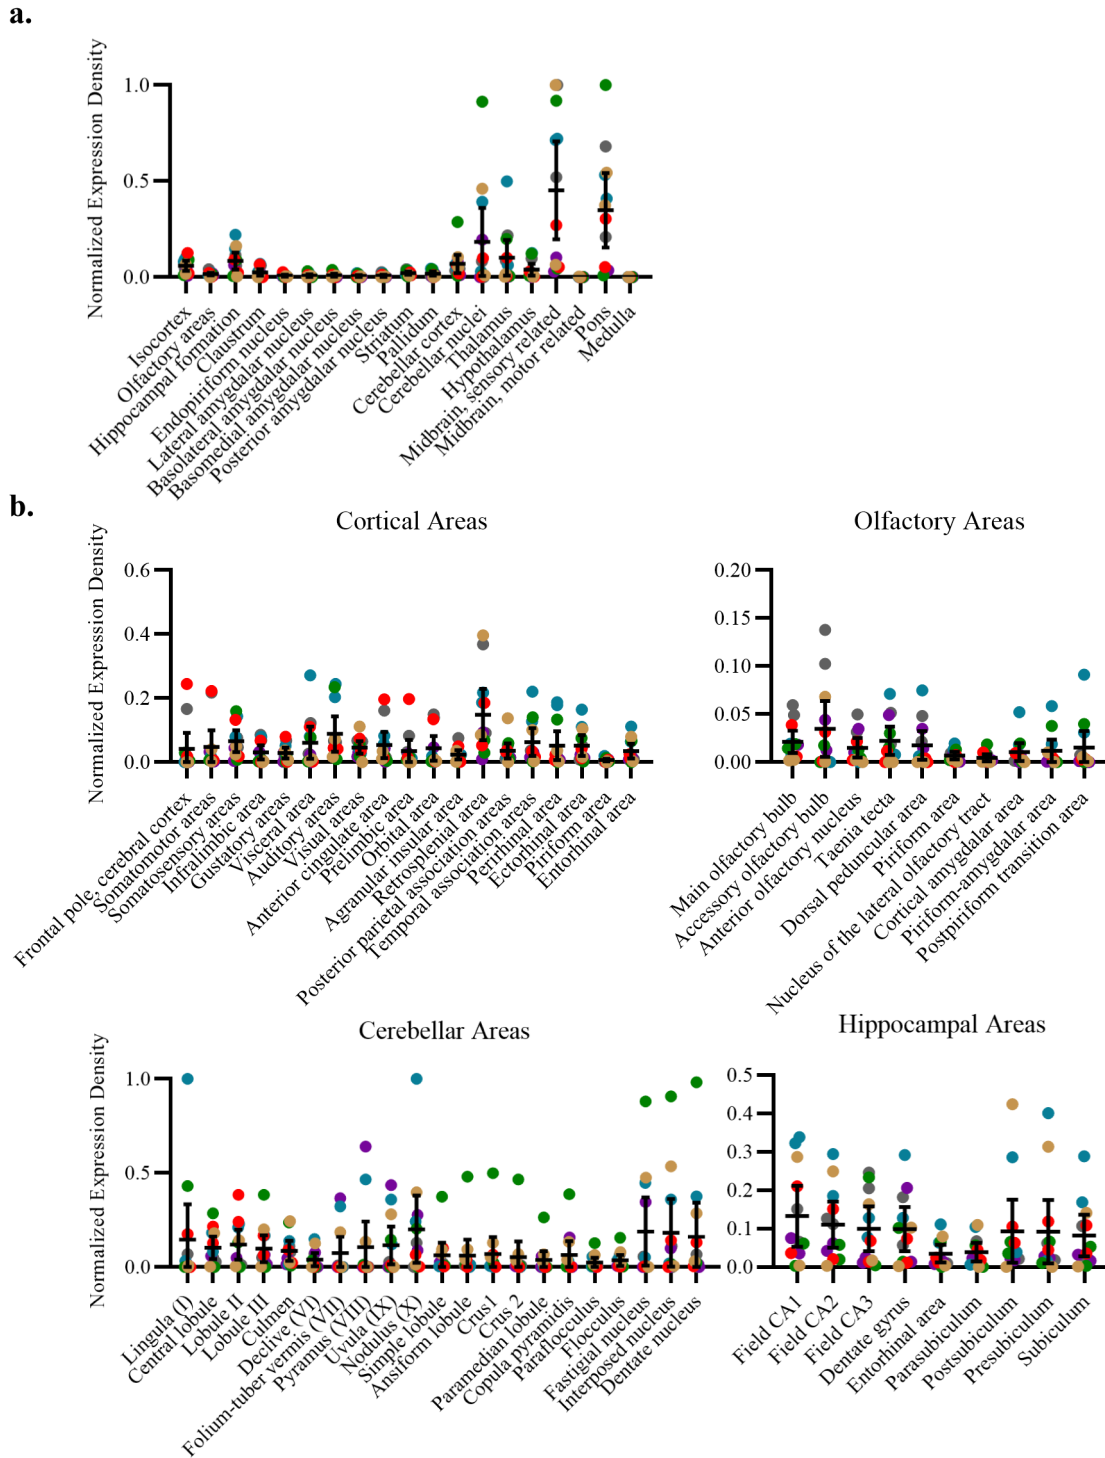 a.
Normalized Expression Density
1.0
0.5
0.0
Isocortex
Olfactory areas
Hippocampal formation
Claustrum
Endopiriform nucleus
Lateral amygdalar nucleus
Basolateral amygdalar nucleus
Basomedial amygdalar nucleus
Posterior amygdalar nucleus
Striatum
Pallidum
Cerebellar cortex
Cerebellar nuclei
Thalamus
Hypothalamus
Midbrain, sensory related
Midbrain, motor related
Pons
Medulla
b.
Cortical Areas
Normalized Expression Density
0.6
0.4
0.2
0.0
Frontal pole, cerebral cortex
Somatomotor areas
Somatosensory areas
Infralimbic area
Gustatory areas
Visceral area
Auditory areas
Visual areas
Anterior cingulate area
Prelimbic area
Orbital area
Agranular insular area
Retrosplenial area
Posterior parietal association areas
Temporal association areas
Perirhinal area
Ectorhinal area
Piriform area
Entorhinal area
Olfactory Areas
0.20
0.15
0.10
0.05
0.00
Main olfactory bulb
Accessory olfactory bulb
Anterior olfactory nucleus
Taenia tecta
Dorsal peduncular area
Piriform area
Nucleus of the lateral olfactory tract
Cortical amygdalar area
Piriform-amygdalar area
Postpiriform transition area
Cerebellar Areas
Normalized Expression Density
1.0
0.5
0.0
Lingula (I)
Central lobule
Lobule II
Lobule III
Culmen
Declive (VI)
Folium-tuber vermis (VII)
Pyramus (VIII)
Uvula (IX)
Nodulus (X)
Simple lobule
Ansiform lobule
Crus1
Crus 2
Paramedian lobule
Copula pyramidis
Paraflocculus
Flocculus
Fastigial nucleus
Interposed nucleus
Dentate nucleus
Hippocampal Areas
0.5
0.4
0.3
0.2
0.1
0.0
Field CA1
Field CA2
Field CA3
Dentate gyrus
Entorhinal area
Parasubiculum
Postsubiculum
Presubiculum
Subiculum